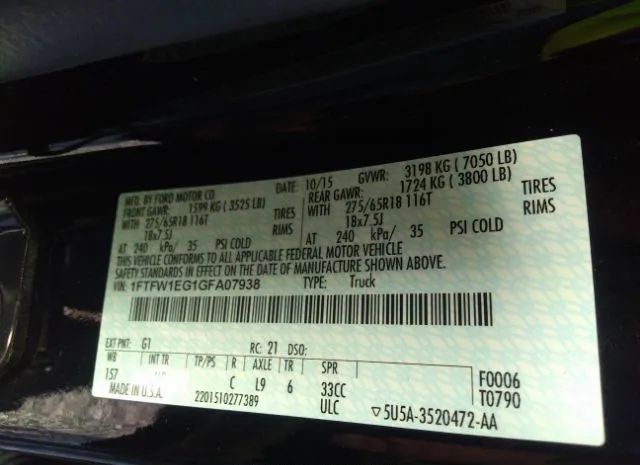 MFD. BY FORD MOTOR CO.
DATE: 10/15 GVWR: 3198 KG ( 7050 LB)
FRONT GAWR: 1599 KG ( 3525 LB) REAR GAWR: 1724 KG ( 3800 LB)
WITH 275/65R18 116T TIRES WITH 275/65R18 116T TIRES
18x7.5J RIMS 18x7.5J RIMS
AT 240 kPa/ 35 PSI COLD AT 240 kPa/ 35 PSI COLD
THIS VEHICLE CONFORMS TO ALL APPLICABLE FEDERAL MOTOR VEHICLE
SAFETY STANDARDS IN EFFECT ON THE DATE OF MANUFACTURE SHOWN ABOVE
VIN: 1FTFW1EG1GFA07938 TYPE: Truck
EXT PNT: G1 RC: 21 DSO:
WB INT TR TP/PS R AXLE TR SPR
157 C L9 6 33CC F0006
MADE IN U.S.A. 2201510277389 ULC T0790
▽5U5A-3520472-AA